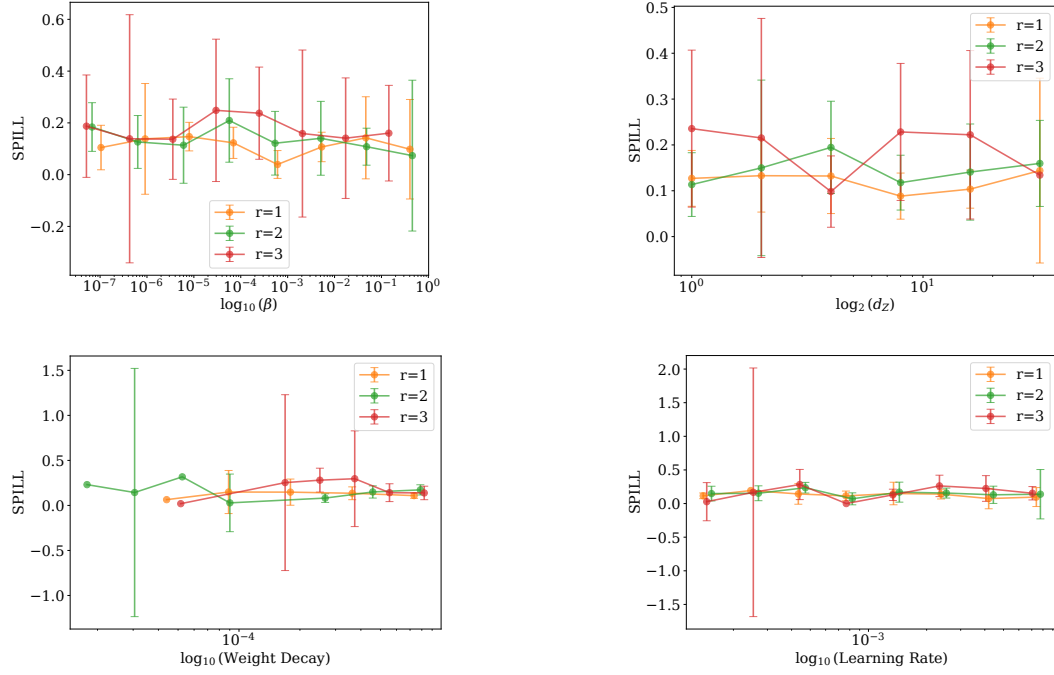 0.6
0.4
0.2
0.0
−0.2
SPILL
r=1
r=2
r=3
10⁻⁷ 10⁻⁶ 10⁻⁵ 10⁻⁴ 10⁻³ 10⁻² 10⁻¹ 10⁰
log₁₀(β)
0.5
0.4
0.3
0.2
0.1
0.0
SPILL
r=1
r=2
r=3
10⁰ 10¹
log₂(d_Z)
1.5
1.0
0.5
0.0
−0.5
−1.0
SPILL
r=1
r=2
r=3
10⁻⁴
log₁₀(Weight Decay)
2.0
1.5
1.0
0.5
0.0
−0.5
−1.0
−1.5
SPILL
r=1
r=2
r=3
10⁻³
log₁₀(Learning Rate)